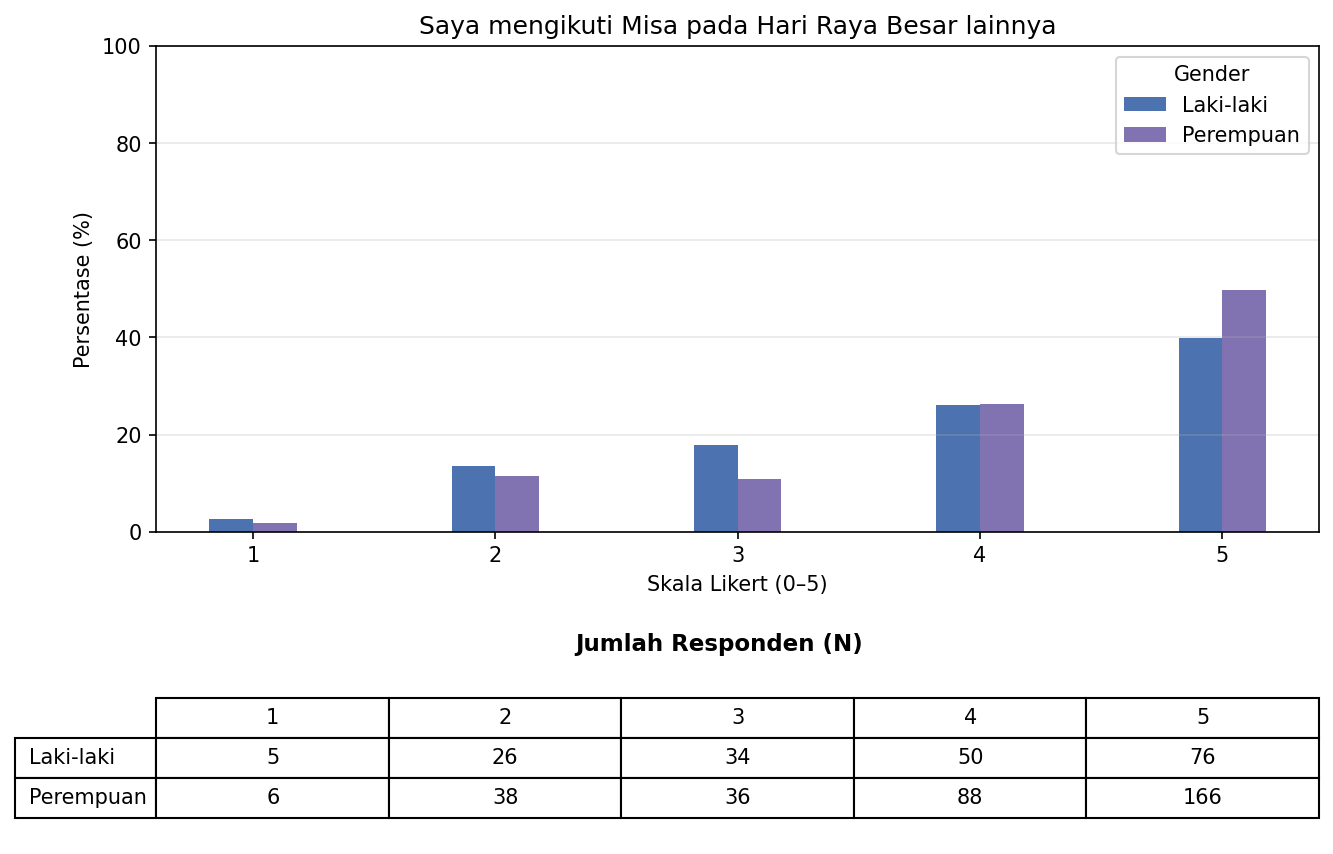 Saya mengikuti Misa pada Hari Raya Besar lainnya
100
80
60
40
20
0
Persentase (%)
Gender
Laki-laki
Perempuan
1 2 3 4 5
Skala Likert (0–5)
Jumlah Responden (N)
1 2 3 4 5
Laki-laki 5 26 34 50 76
Perempuan 6 38 36 88 166